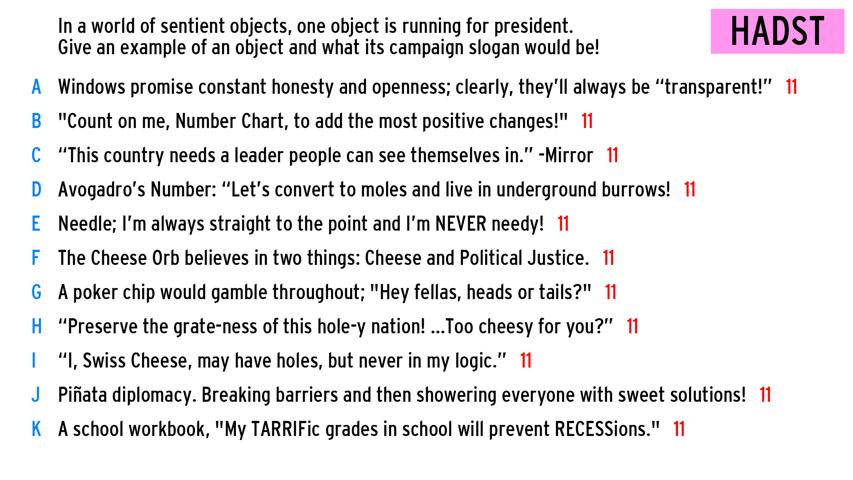 In a world of sentient objects, one object is running for president.
Give an example of an object and what its campaign slogan would be!
HADST
A Windows promise constant honesty and openness; clearly, they’ll always be “transparent!” 11
B "Count on me, Number Chart, to add the most positive changes!" 11
C “This country needs a leader people can see themselves in.” -Mirror 11
D Avogadro’s Number: “Let’s convert to moles and live in underground burrows! 11
E Needle; I’m always straight to the point and I’m NEVER needy! 11
F The Cheese Orb believes in two things: Cheese and Political Justice. 11
G A poker chip would gamble throughout; "Hey fellas, heads or tails?" 11
H “Preserve the grate-ness of this hole-y nation! ...Too cheesy for you?” 11
I “I, Swiss Cheese, may have holes, but never in my logic.” 11
J Piñata diplomacy. Breaking barriers and then showering everyone with sweet solutions! 11
K A school workbook, "My TARRIFic grades in school will prevent RECESSions." 11